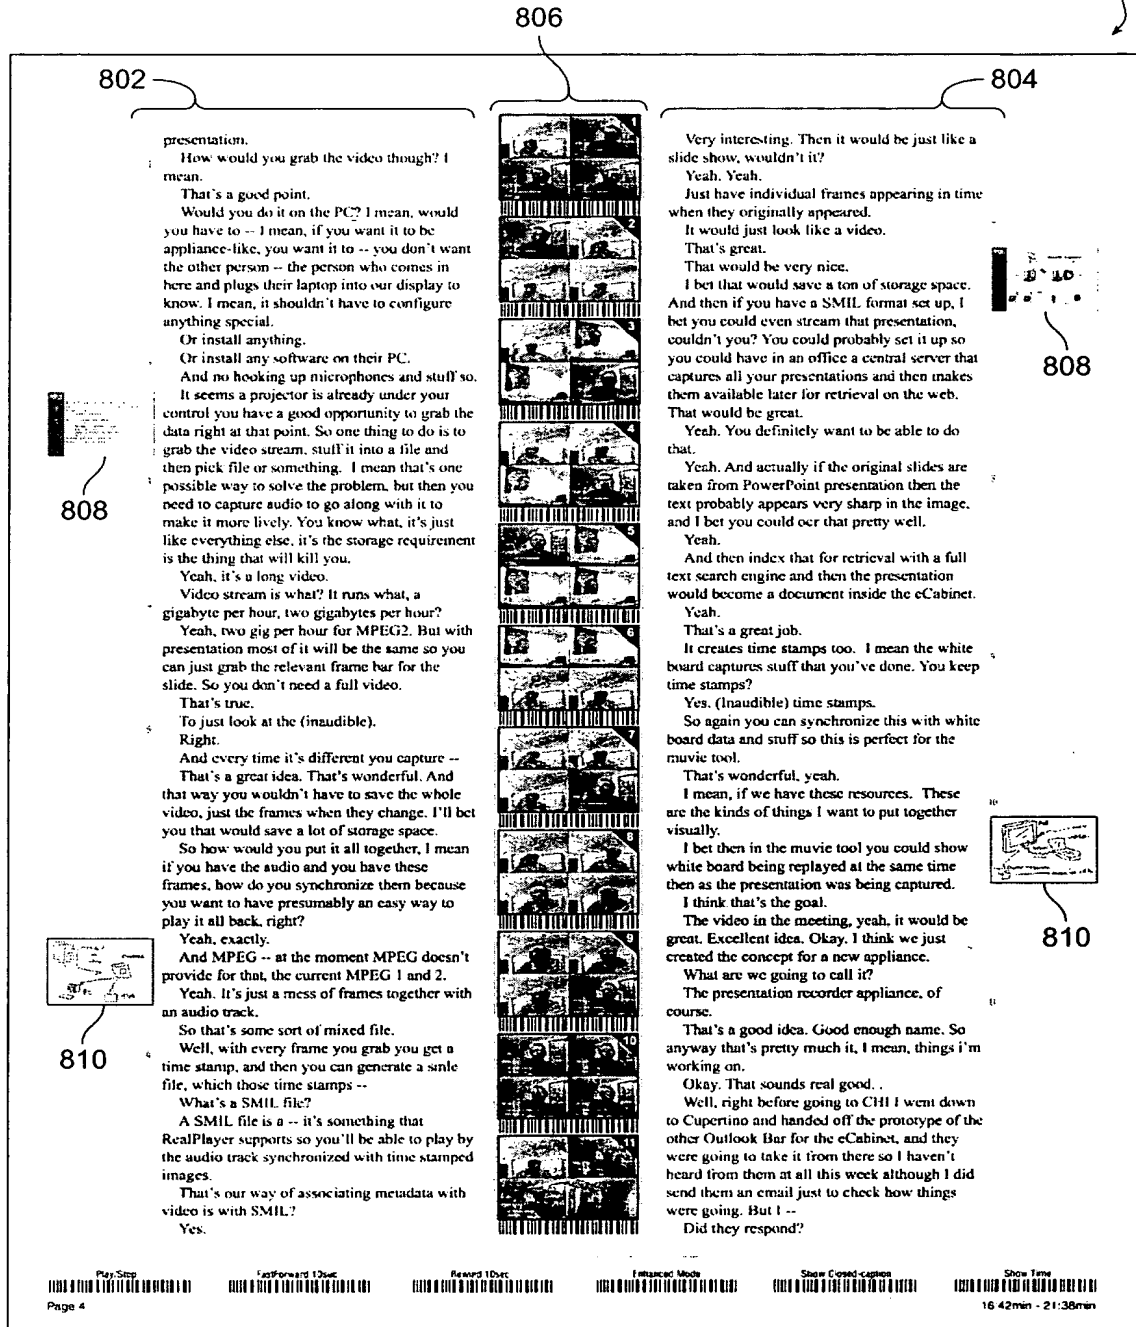 806
802
804
presentation.
How would you grab the video though? I
mean.
That's a good point.
Would you do it on the PC? I mean, would
you have to -- I mean, if you want it to be
appliance-like, you want it to -- you don't want
the other person -- the person who comes in
here and plugs their laptop into our display to
know. I mean, it shouldn't have to configure
anything special.
Or install anything.
Or install any software on their PC.
And no hooking up microphones and stuff so.
It seems a projector is already under your
control you have a good opportunity to grab the
data right at that point. So one thing to do is to
grab the video stream, stuff it into a file and
then pick file or something. I mean that's one
possible way to solve the problem, but then you
need to capture audio to go along with it to
make it more lively. You know what, it's just
like everything else, it's the storage requirement
is the thing that will kill you.
Yeah, it's a long video.
Video stream is what? It runs what, a
gigabyte per hour, two gigabytes per hour?
Yeah, two gig per hour for MPEG2. But with
presentation most of it will be the same so you
can just grab the relevant frame bar for the
slide. So you don't need a full video.
That's true.
To just look at the (inaudible).
Right.
And every time it's different you capture --
That's a great idea. That's wonderful. And
that way you wouldn't have to save the whole
video, just the frames when they change. I'll bet
you that would save a lot of storage space.
So how would you put it all together, I mean
if you have the audio and you have these
frames, how do you synchronize them because
you want to have presumably an easy way to
play it all back, right?
Yeah, exactly.
And MPEG -- at the moment MPEG doesn't
provide for that, the current MPEG 1 and 2.
Yeah. It's just a mess of frames together with
an audio track.
So that's some sort of mixed file.
Well, with every frame you grab you get a
time stamp, and then you can generate a smle
file, which those time stamps --
What's a SMIL file?
A SMIL file is a -- it's something that
RealPlayer supports so you'll be able to play by
the audio track synchronized with time stamped
images.
That's our way of associating metadata with
video is with SMIL?
Yes.
808
810
1
2
3
4
5
6
7
8
9
10
11
Very interesting. Then it would be just like a
slide show, wouldn't it?
Yeah. Yeah.
Just have individual frames appearing in time
when they originally appeared.
It would just look like a video.
That's great.
That would be very nice.
I bet that would save a ton of storage space.
And then if you have a SMIL format set up, I
bet you could even stream that presentation,
couldn't you? You could probably set it up so
you could have in an office a central server that
captures all your presentations and then makes
them available later for retrieval on the web.
That would be great.
Yeah. You definitely want to be able to do
that.
Yeah. And actually if the original slides are
taken from PowerPoint presentation then the
text probably appears very sharp in the image,
and I bet you could ocr that pretty well.
Yeah.
And then index that for retrieval with a full
text search engine and then the presentation
would become a document inside the eCabinet.
Yeah.
That's a great job.
It creates time stamps too. I mean the white
board captures stuff that you've done. You keep
time stamps?
Yes. (Inaudible) time stamps.
So again you can synchronize this with white
board data and stuff so this is perfect for the
muvie tool.
That's wonderful, yeah.
I mean, if we have these resources. These
are the kinds of things I want to put together
visually.
I bet then in the muvie tool you could show
white board being replayed at the same time
then as the presentation was being captured.
I think that's the goal.
The video in the meeting, yeah, it would be
great. Excellent idea. Okay. I think we just
created the concept for a new appliance.
What are we going to call it?
The presentation recorder appliance, of
course.
That's a good idea. Good enough name. So
anyway that's pretty much it, I mean, things i'm
working on.
Okay. That sounds real good. .
Well, right before going to CHI I went down
to Cupertino and handed off the prototype of the
other Outlook Bar for the eCabinet, and they
were going to take it from there so I haven't
heard from them at all this week although I did
send them an email just to check how things
were going. But I --
Did they respond?
808
810
Play/Stop
FastForward 10sec
Rewind 10sec
Enhanced Mode
Show Closed-caption
Show Time
Page 4
16:42min - 21:38min